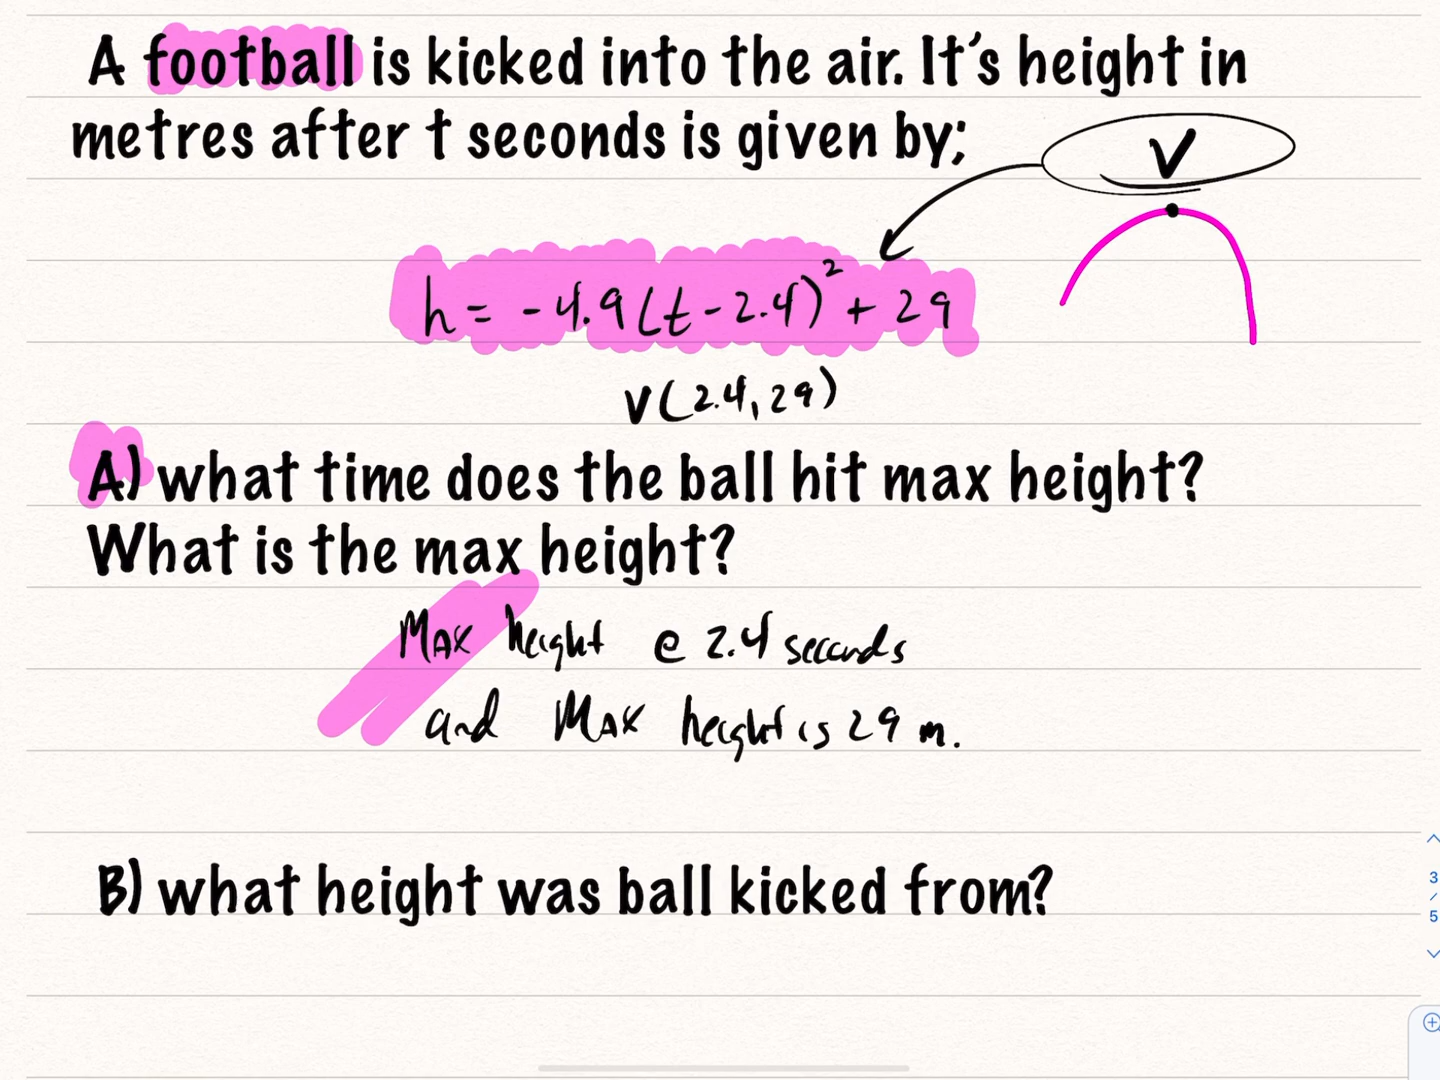 A football is kicked into the air. It's height in
metres after t seconds is given by;
V
h = -4.9(t-2.4)² + 29
V(2.4, 29)
A) what time does the ball hit max height?
What is the max height?
Max height @ 2.4 seconds
and Max height is 29 m.
B) what height was ball kicked from?
3
/
5